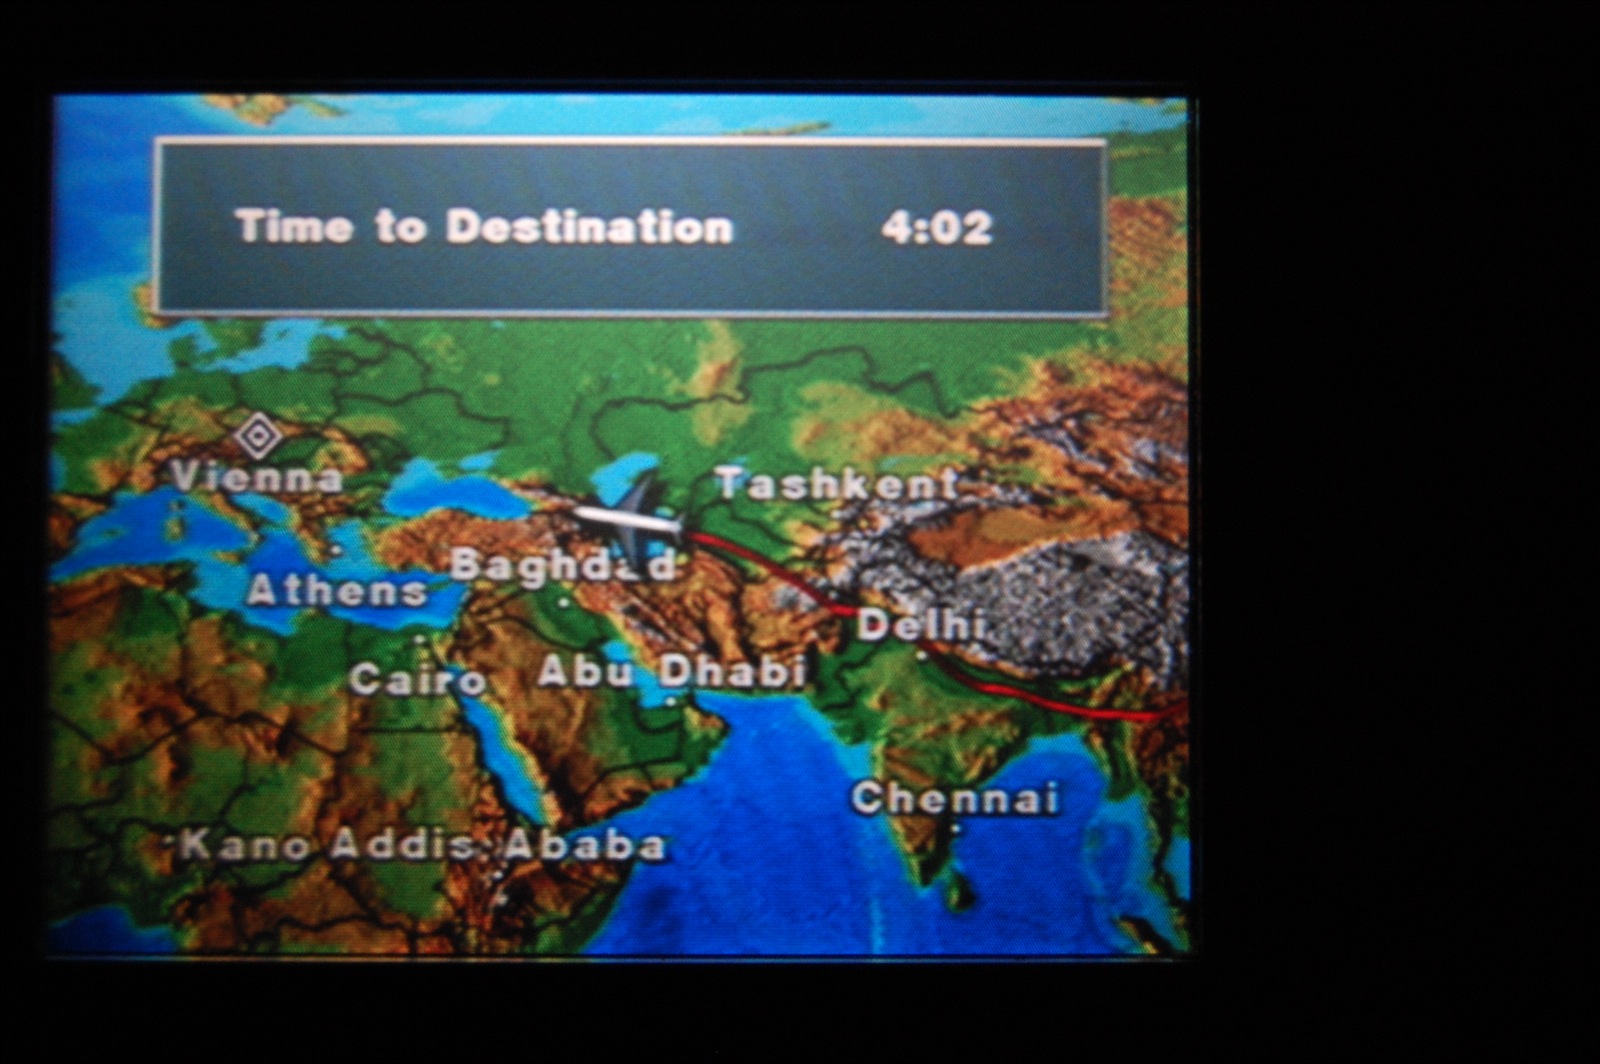 Time to Destination 4:02
Vienna
Tashkent
Baghdad
Athens
Delhi
Cairo
Abu Dhabi
Chennai
Kano Addis Ababa